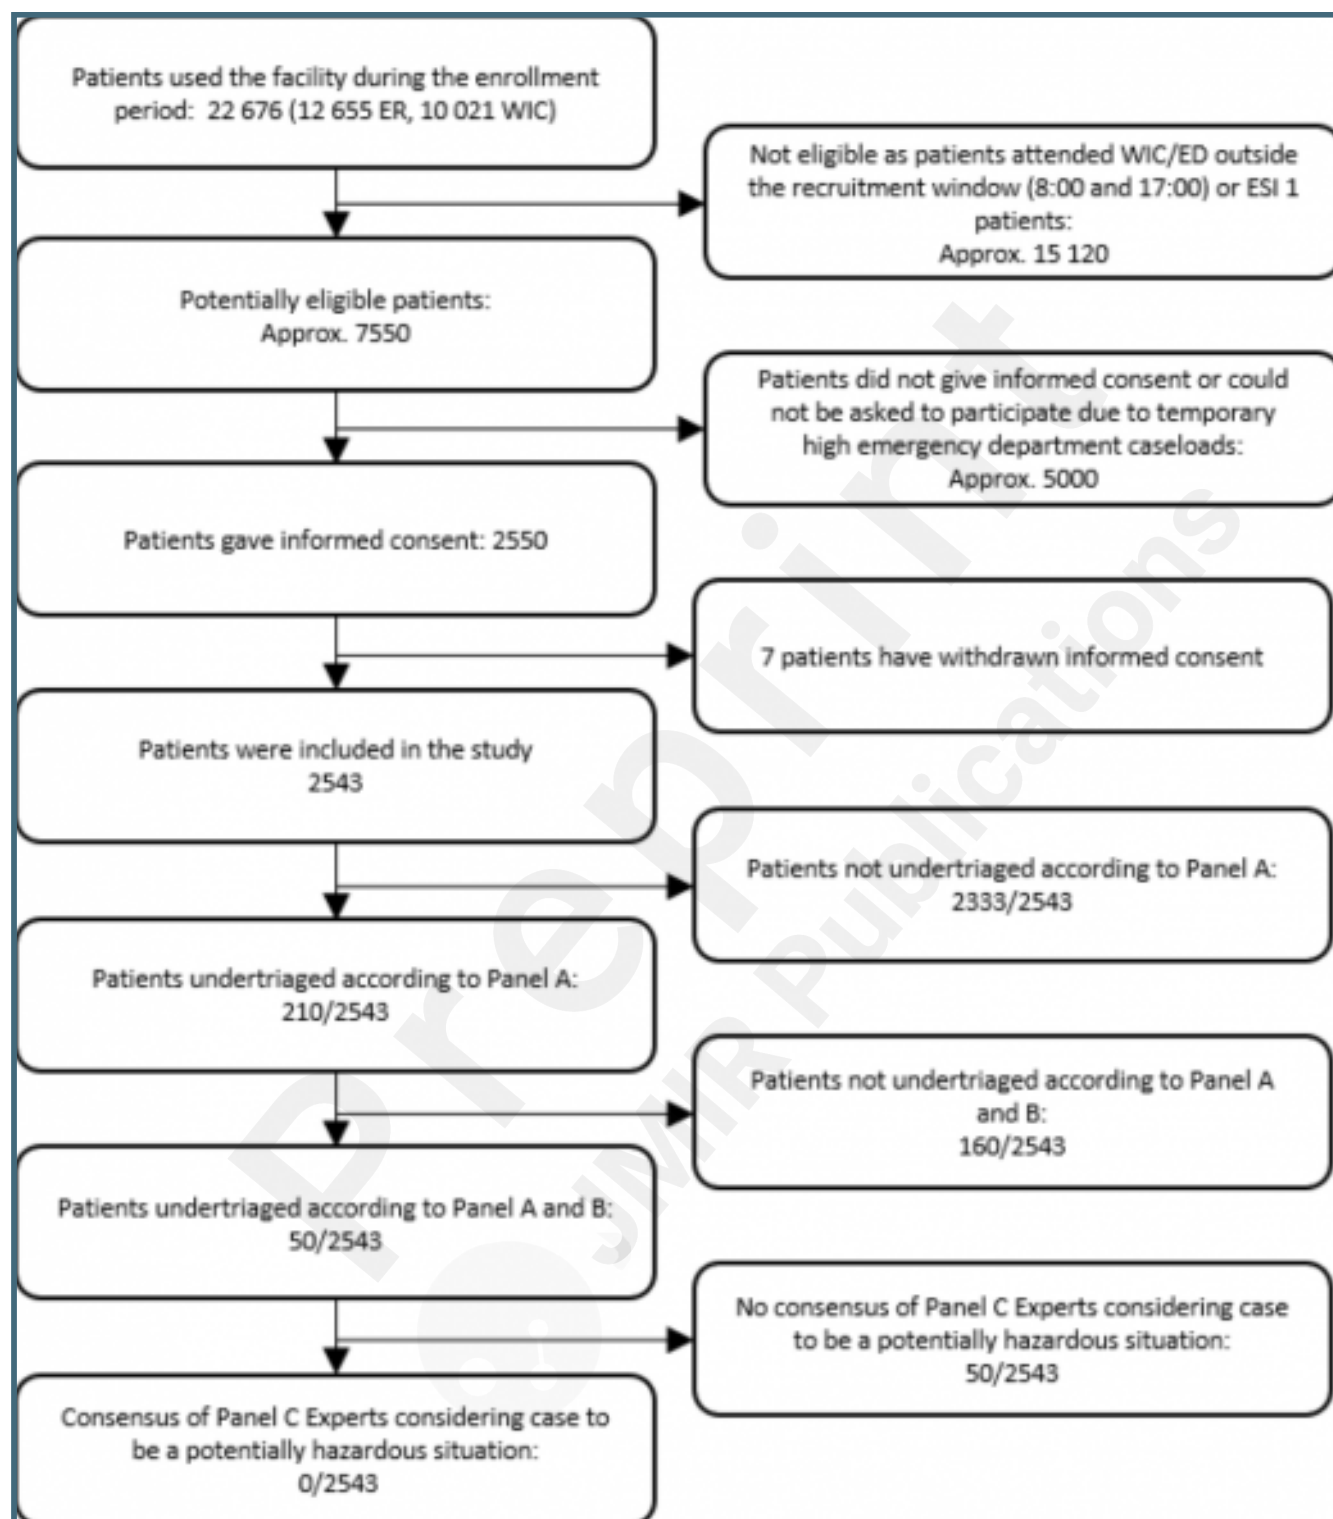 Patients used the facility during the enrollment
period:  22 676 (12 655 ER, 10 021 WIC)
Not eligible as patients attended WIC/ED outside
the recruitment window (8:00 and 17:00) or ESI 1
patients:
Approx. 15 120
Potentially eligible patients:
Approx. 7550
Patients did not give informed consent or could
not be asked to participate due to temporary
high emergency department caseloads:
Approx. 5000
Patients gave informed consent: 2550
7 patients have withdrawn informed consent
Patients were included in the study
2543
Patients not undertriaged according to Panel A:
2333/2543
Patients undertriaged according to Panel A:
210/2543
Patients not undertriaged according to Panel A
and B:
160/2543
Patients undertriaged according to Panel A and B:
50/2543
No consensus of Panel C Experts considering case
to be a potentially hazardous situation:
50/2543
Consensus of Panel C Experts considering case to
be a potentially hazardous situation:
0/2543
Preprint
JMIR Publications